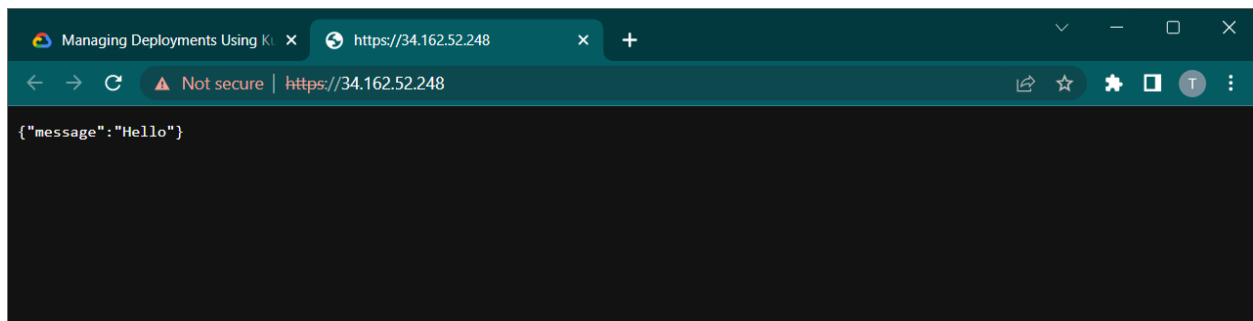 Managing Deployments Using Ku
https://34.162.52.248
Not secure | https://34.162.52.248
T
{"message":"Hello"}